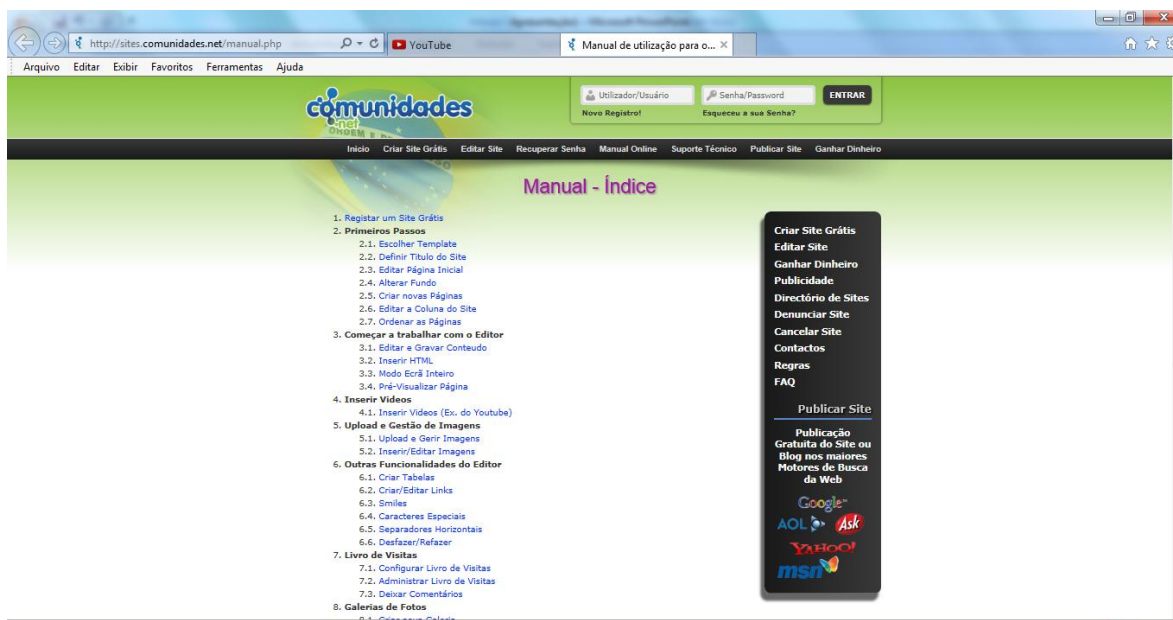 http://sites.comunidades.net/manual.php
YouTube
Manual de utilização para o...
Arquivo Editar Exibir Favoritos Ferramentas Ajuda
comunidades
.net
ORDEM E P
Utilizador/Usuário
Senha/Password
ENTRAR
Novo Registro!
Esqueceu a sua Senha?
Inicio Criar Site Grátis Editar Site Recuperar Senha Manual Online Suporte Técnico Publicar Site Ganhar Dinheiro
Manual - Índice
1. Registar um Site Grátis
2. Primeiros Passos
2.1. Escolher Template
2.2. Definir Titulo do Site
2.3. Editar Página Inicial
2.4. Alterar Fundo
2.5. Criar novas Páginas
2.6. Editar a Coluna do Site
2.7. Ordenar as Páginas
3. Começar a trabalhar com o Editor
3.1. Editar e Gravar Conteudo
3.2. Inserir HTML
3.3. Modo Ecrã Inteiro
3.4. Pré-Visualizar Página
4. Inserir Videos
4.1. Inserir Videos (Ex. do Youtube)
5. Upload e Gestão de Imagens
5.1. Upload e Gerir Imagens
5.2. Inserir/Editar Imagens
6. Outras Funcionalidades do Editor
6.1. Criar Tabelas
6.2. Criar/Editar Links
6.3. Smiles
6.4. Caracteres Especiais
6.5. Separadores Horizontais
6.6. Desfazer/Refazer
7. Livro de Visitas
7.1. Configurar Livro de Visitas
7.2. Administrar Livro de Visitas
7.3. Deixar Comentários
8. Galerias de Fotos
Criar Site Grátis
Editar Site
Ganhar Dinheiro
Publicidade
Directório de Sites
Denunciar Site
Cancelar Site
Contactos
Regras
FAQ
Publicar Site
Publicação
Gratuita do Site ou
Blog nos maiores
Motores de Busca
da Web
Google
AOL Ask
YAHOO!
msn